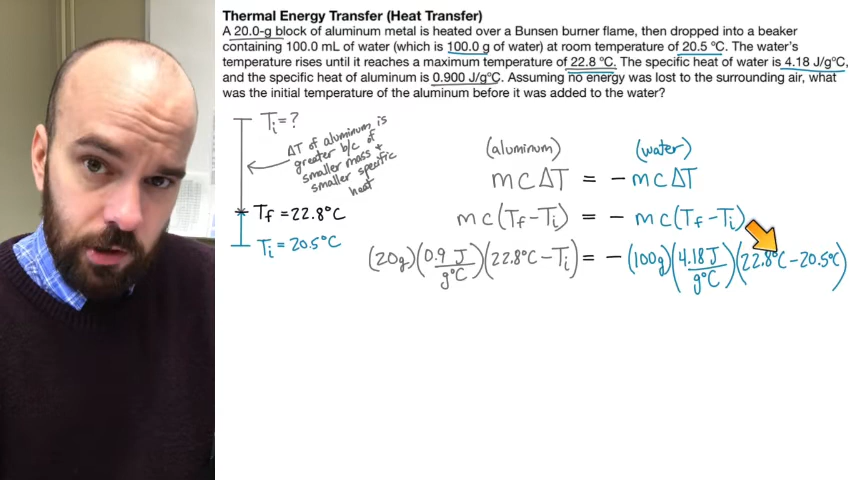 Thermal Energy Transfer (Heat Transfer)
A 20.0-g block of aluminum metal is heated over a Bunsen burner flame, then dropped into a beaker
containing 100.0 mL of water (which is 100.0 g of water) at room temperature of 20.5 ºC. The water's
temperature rises until it reaches a maximum temperature of 22.8 ºC. The specific heat of water is 4.18 J/gºC,
and the specific heat of aluminum is 0.900 J/gºC. Assuming no energy was lost to the surrounding air, what
was the initial temperature of the aluminum before it was added to the water?
Ti = ?
ΔT of aluminum is
greater b/c of
smaller mass +
smaller specific
heat
Tf = 22.8°C
Ti = 20.5°C
(aluminum) (water)
mCΔT = - mCΔT
mC(Tf-Ti) = - mC(Tf-Ti)
(20g)(0.9 J/g°C)(22.8°C-Ti) = - (100g)(4.18 J/g°C)(22.8°C-20.5°C)